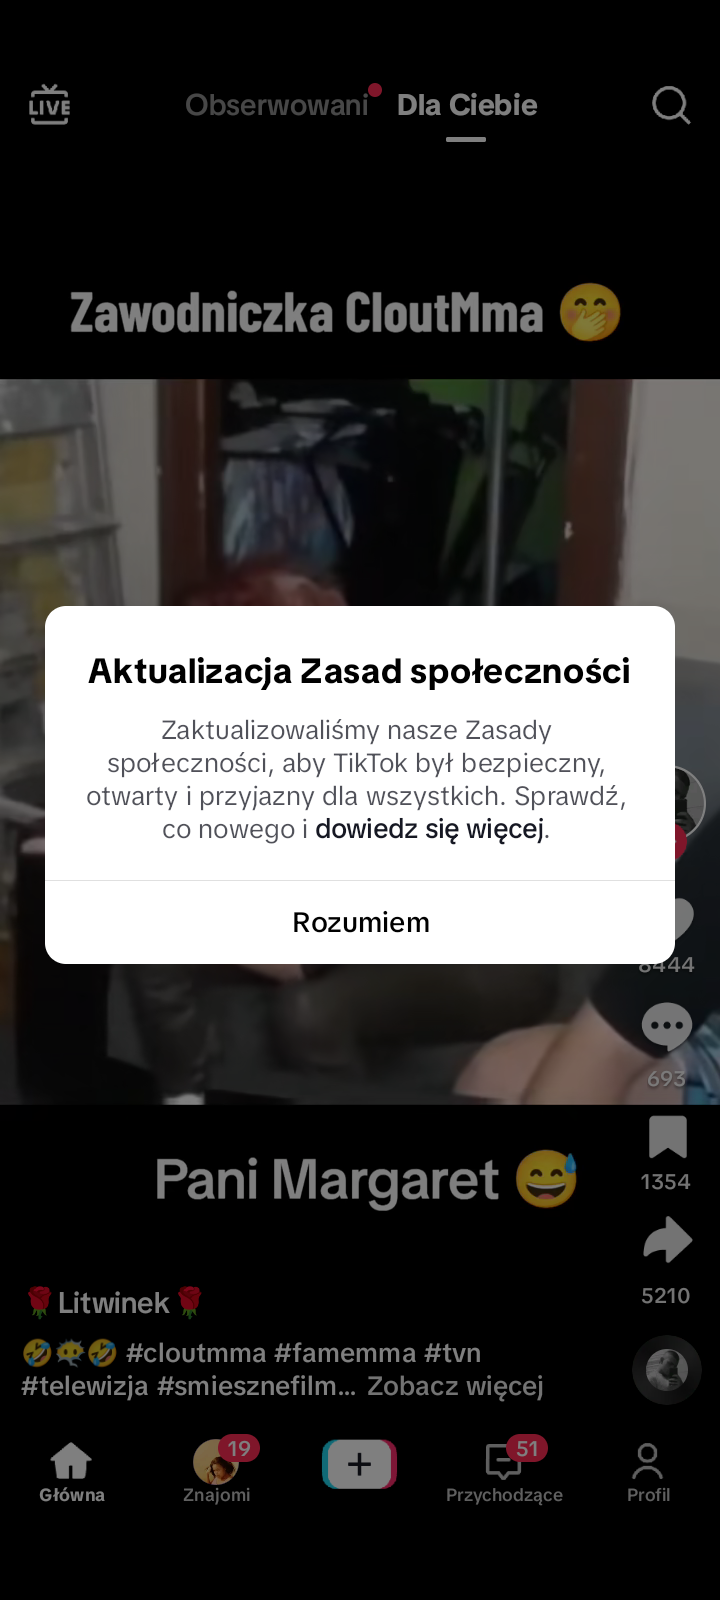 LIVE
Obserwowani
Dla Ciebie
Zawodniczka CloutMma 🤭
Aktualizacja Zasad społeczności
Zaktualizowaliśmy nasze Zasady
społeczności, aby TikTok był bezpieczny,
otwarty i przyjazny dla wszystkich. Sprawdź,
co nowego i dowiedz się więcej.
Rozumiem
8444
693
1354
5210
Pani Margaret 😅
🌹Litwinek🌹
🤣🐡🤣 #cloutmma #famemma #tvn
#telewizja #smiesznefilm... Zobacz więcej
19
51
Główna
Znajomi
Przychodzące
Profil